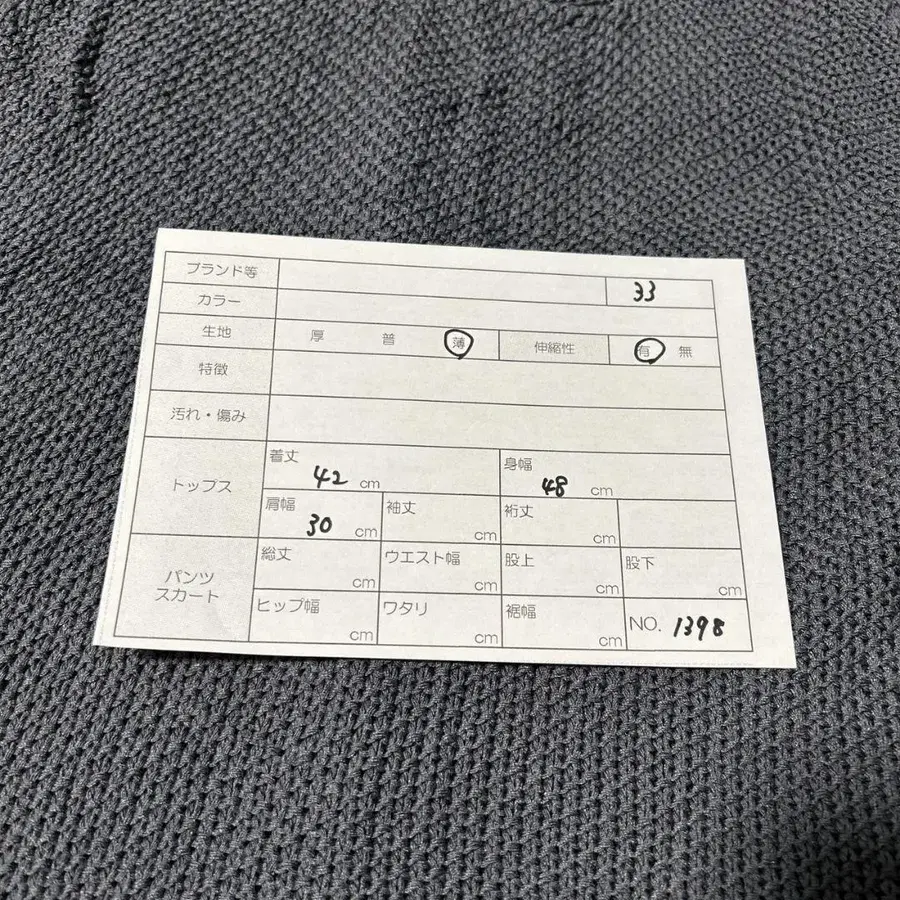 ブランド等 33
カラー
生地 厚 普 薄 伸縮性 有 無
特徴
汚れ・傷み
トップス
着丈 42 cm 身幅 48 cm
肩幅 30 cm 袖丈 cm 裄丈 cm
パンツ
スカート
総丈 cm ウエスト幅 cm 股上 cm 股下 cm
ヒップ幅 cm ワタリ cm 裾幅 cm NO. 1398